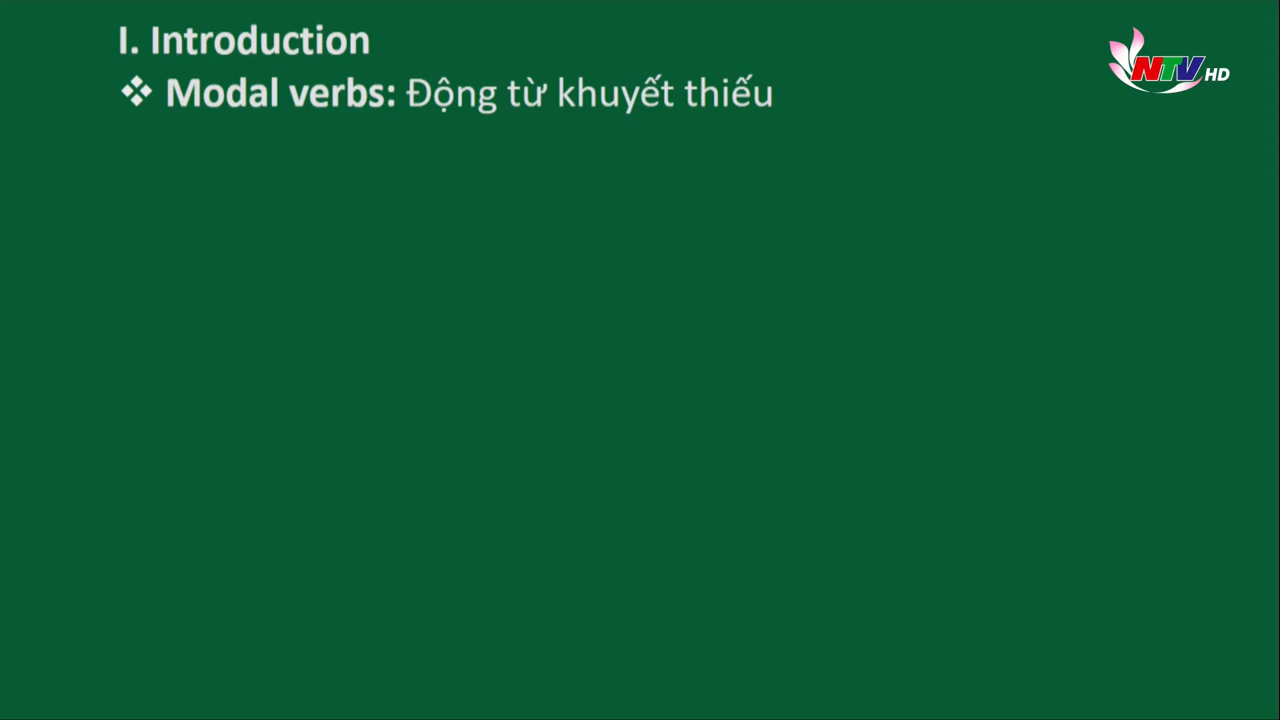 I. Introduction
❖ Modal verbs: Động từ khuyết thiếu
NTV HD